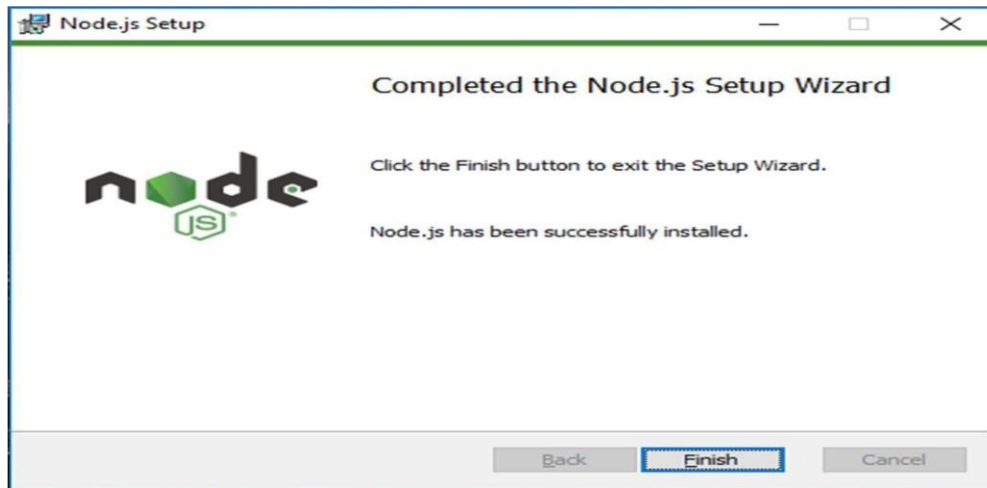 Node.js Setup
Completed the Node.js Setup Wizard
Click the Finish button to exit the Setup Wizard.
node
JS
Node.js has been successfully installed.
Back Finish Cancel